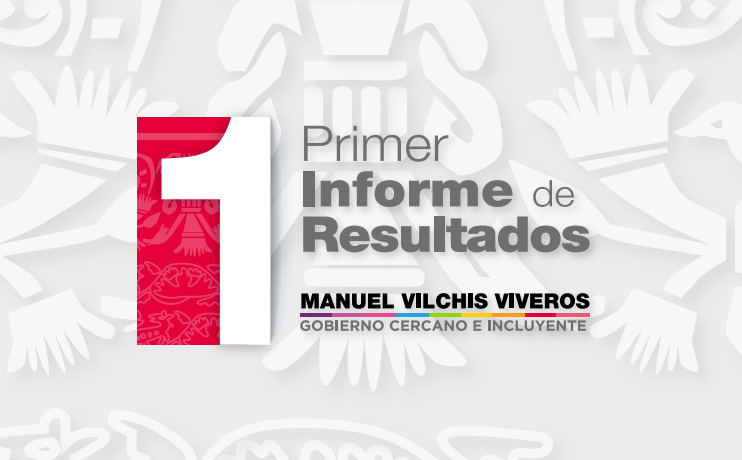 1
Primer
Informe de
Resultados
MANUEL VILCHIS VIVEROS
GOBIERNO CERCANO E INCLUYENTE